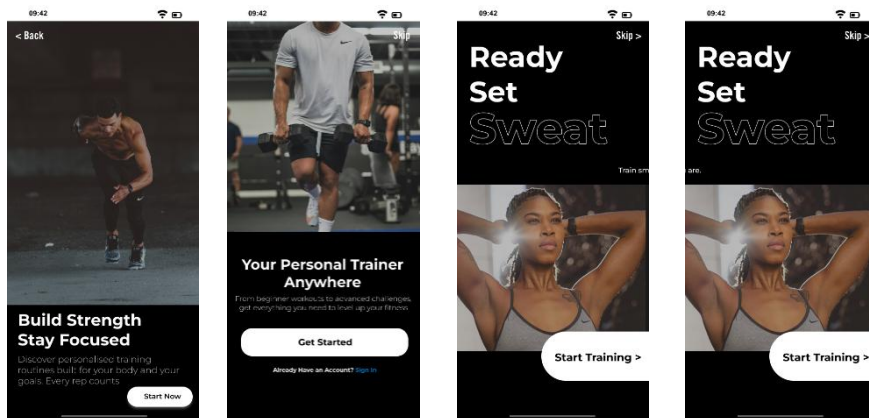 09:42
< Back
Build Strength
Stay Focused
Discover personalised training
routines built for your body and your
goals. Every rep counts
Start Now
09:42
Skip
Your Personal Trainer
Anywhere
From beginner workouts to advanced challenges,
get everything you need to level up your fitness
Get Started
Already Have an Account? Sign In
09:42
Skip >
Ready
Set
Sweat
Train sm
Start Training >
09:42
Skip >
Ready
Set
Sweat
are.
Start Training >